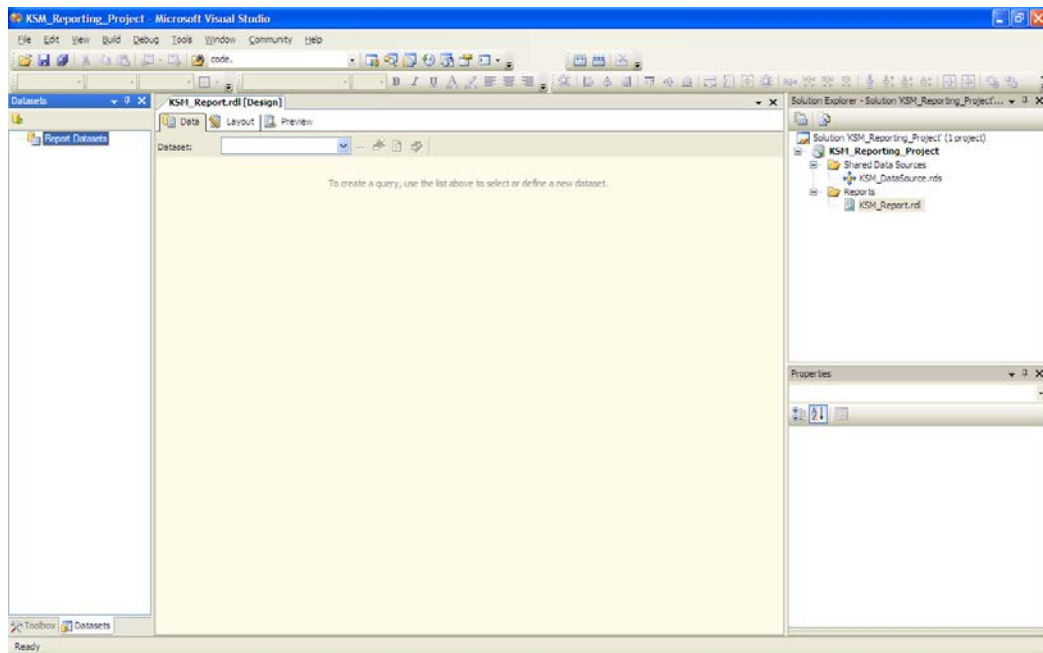 KSM_Reporting_Project - Microsoft Visual Studio
File Edit View Build Debug Tools Window Community Help
code.
B I U A
Datasets
Report Datasets
KSM_Report.rdl [Design]
Data Layout Preview
Dataset:
To create a query, use the list above to select or define a new dataset.
Solution Explorer - Solution 'KSM_Reporting_Project'...
Solution 'KSM_Reporting_Project' (1 project)
KSM_Reporting_Project
Shared Data Sources
KSM_DataSource.rds
Reports
KSM_Report.rdl
Properties
Toolbox Datasets
Ready